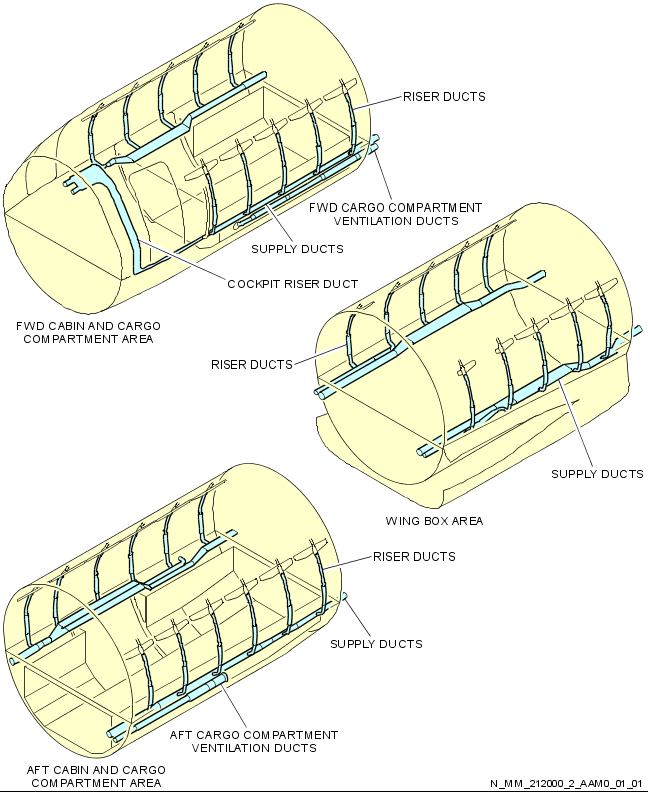 RISER DUCTS
FWD CARGO COMPARTMENT
VENTILATION DUCTS
SUPPLY DUCTS
COCKPIT RISER DUCT
FWD CABIN AND CARGO
COMPARTMENT AREA
RISER DUCTS
SUPPLY DUCTS
WING BOX AREA
RISER DUCTS
SUPPLY DUCTS
AFT CARGO COMPARTMENT
VENTILATION DUCTS
AFT CABIN AND CARGO
COMPARTMENT AREA
N_MM_212000_2_AAM0_01_01